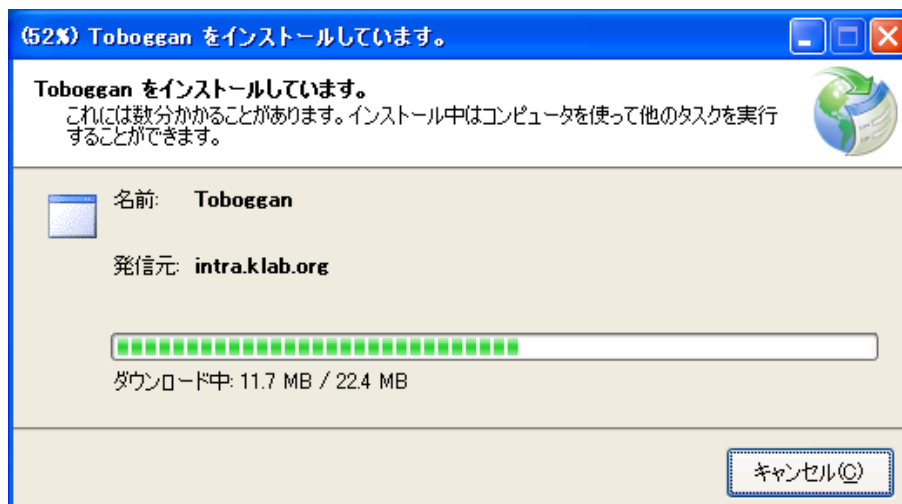 (52%) Toboggan をインストールしています。
Toboggan をインストールしています。
これには数分かかることがあります。インストール中はコンピュータを使って他のタスクを実行
することができます。
名前: Toboggan
発信元: intra.klab.org
ダウンロード中: 11.7 MB / 22.4 MB
キャンセル(C)